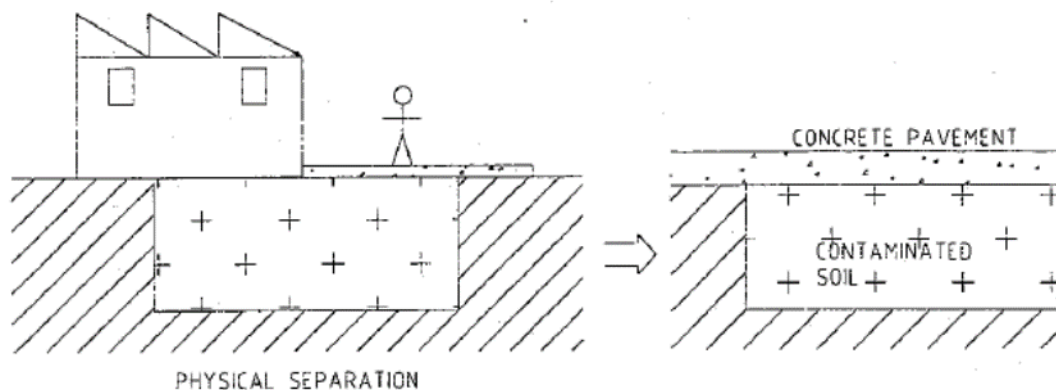 CONCRETE PAVEMENT
CONTAMINATED
SOIL
PHYSICAL SEPARATION